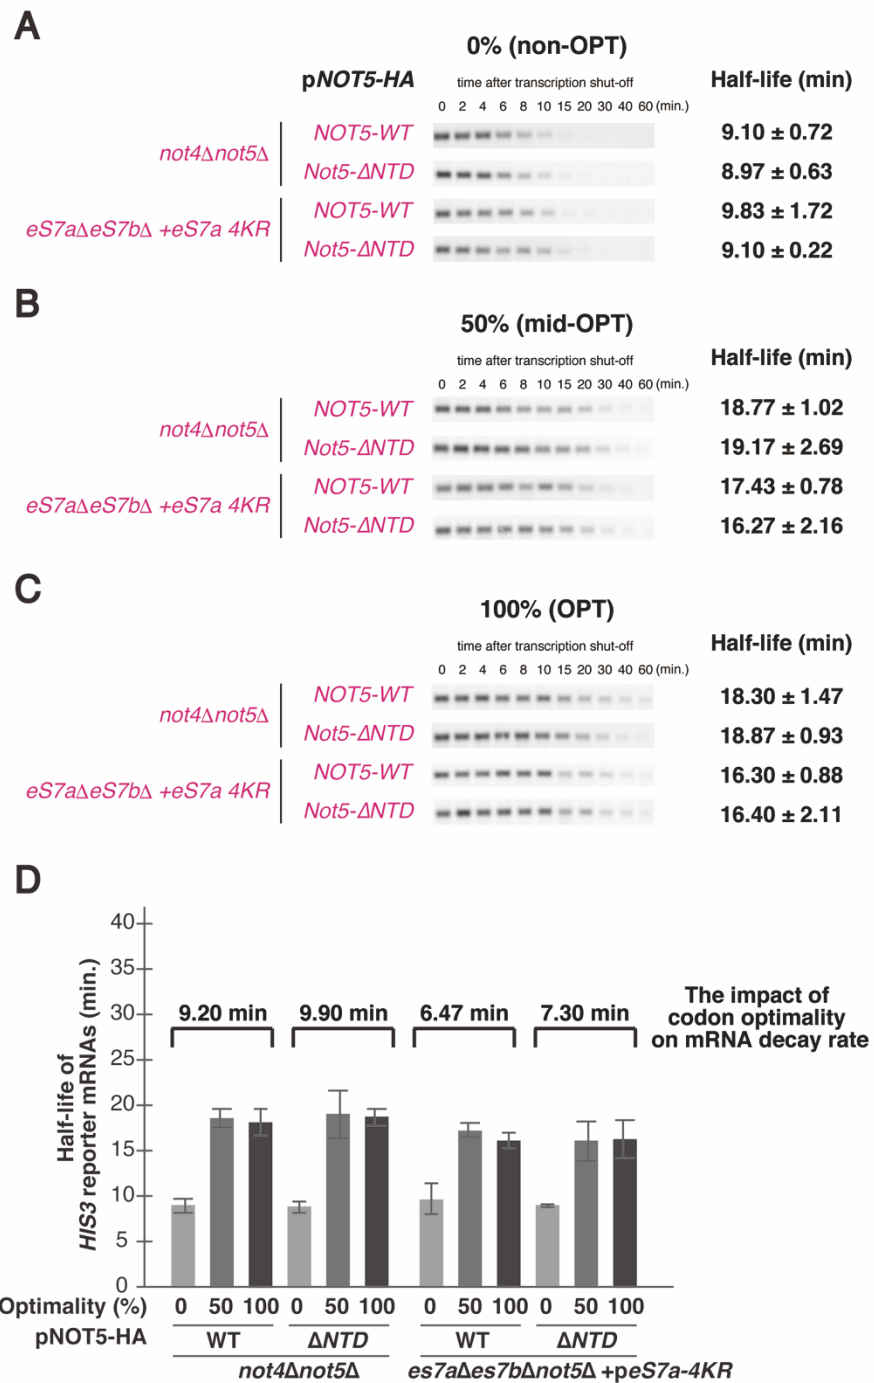 A
0% (non-OPT)
pNOT5-HA time after transcription shut-off Half-life (min)
0 2 4 6 8 10 15 20 30 40 60 (min.)
not4Δnot5Δ
NOT5-WT 9.10 ± 0.72
Not5-ΔNTD 8.97 ± 0.63
eS7aΔeS7bΔ +eS7a 4KR
NOT5-WT 9.83 ± 1.72
Not5-ΔNTD 9.10 ± 0.22
B
50% (mid-OPT)
time after transcription shut-off Half-life (min)
0 2 4 6 8 10 15 20 30 40 60 (min.)
not4Δnot5Δ
NOT5-WT 18.77 ± 1.02
Not5-ΔNTD 19.17 ± 2.69
eS7aΔeS7bΔ +eS7a 4KR
NOT5-WT 17.43 ± 0.78
Not5-ΔNTD 16.27 ± 2.16
C
100% (OPT)
time after transcription shut-off Half-life (min)
0 2 4 6 8 10 15 20 30 40 60 (min.)
not4Δnot5Δ
NOT5-WT 18.30 ± 1.47
Not5-ΔNTD 18.87 ± 0.93
eS7aΔeS7bΔ +eS7a 4KR
NOT5-WT 16.30 ± 0.88
Not5-ΔNTD 16.40 ± 2.11
D
Half-life of
HIS3 reporter mRNAs (min.)
40
35
30
25
20
15
10
5
0
9.20 min 9.90 min 6.47 min 7.30 min
The impact of
codon optimality
on mRNA decay rate
Optimality (%) 0 50 100 0 50 100 0 50 100 0 50 100
pNOT5-HA WT ΔNTD WT ΔNTD
not4Δnot5Δ es7aΔes7bΔnot5Δ +peS7a-4KR